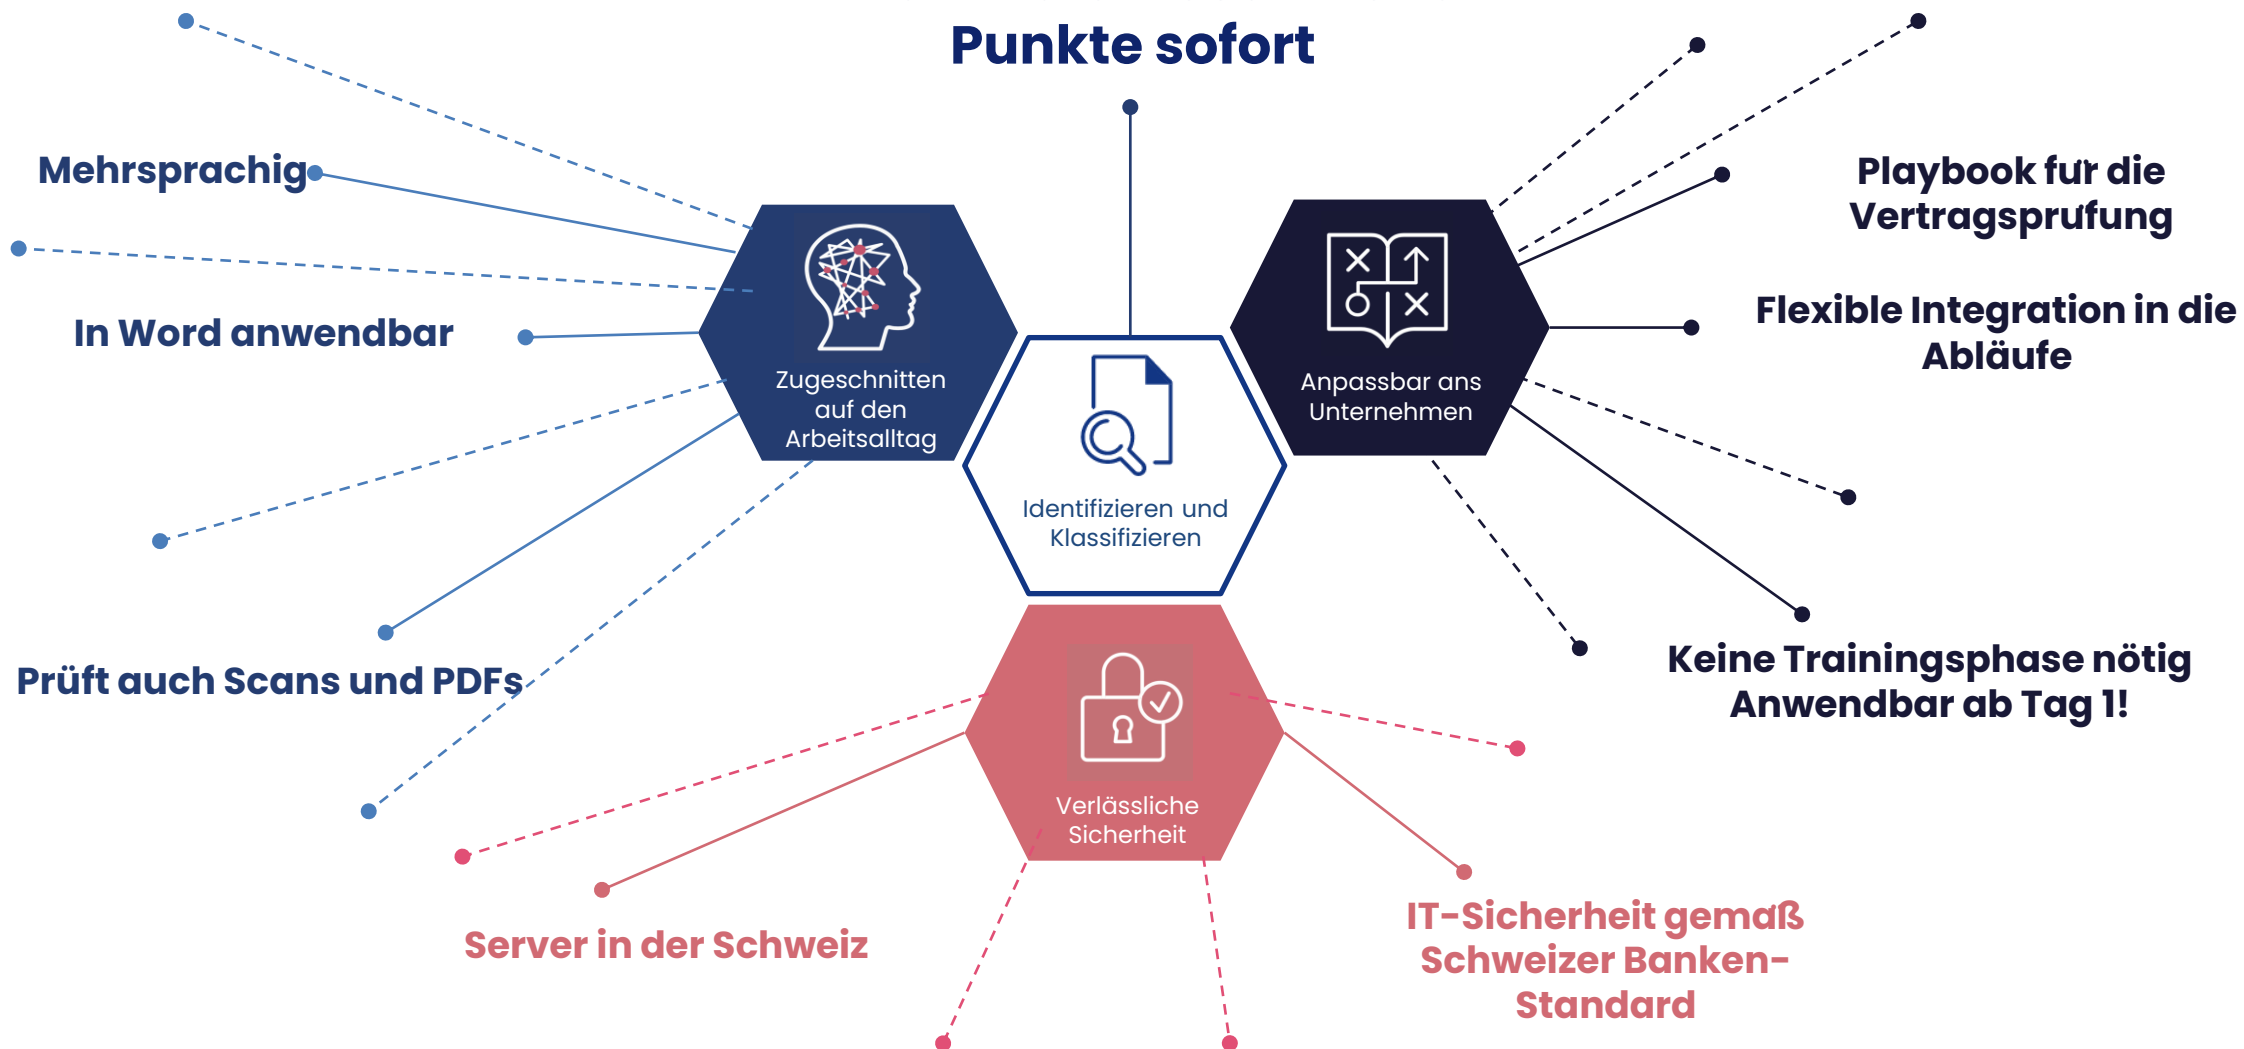 Punkte sofort
Mehrsprachig
In Word anwendbar
Prüft auch Scans und PDFs
Zugeschnitten
auf den
Arbeitsalltag
Identifizieren und
Klassifizieren
Anpassbar ans
Unternehmen
Playbook für die
Vertragsprüfung
Flexible Integration in die
Abläufe
Keine Trainingsphase nötig
Anwendbar ab Tag 1!
Verlässliche
Sicherheit
Server in der Schweiz
IT-Sicherheit gemäß
Schweizer Banken-
Standard